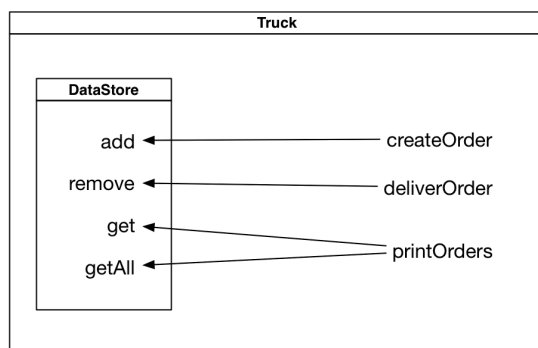 Truck
DataStore
add
createOrder
remove
deliverOrder
get
printOrders
getAll